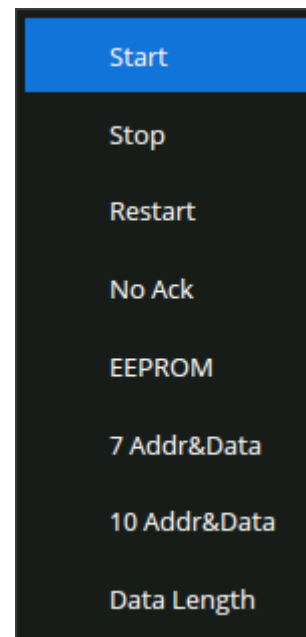 Start
Stop
Restart
No Ack
EEPROM
7 Addr&Data
10 Addr&Data
Data Length